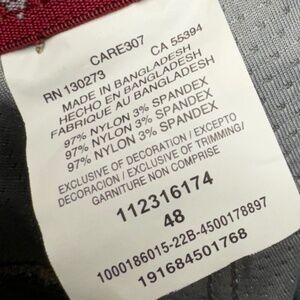 CARE307
RN 130273 CA 55394
MADE IN BANGLADESH
HECHO EN BANGLADESH
FABRIQUE AU BANGLADESH
97% NYLON 3% SPANDEX
97% NYLON 3% SPANDEX
97% NYLON 3% SPANDEX
EXCLUSIVE OF DECORATION / EXCEPTO
DECORACION / EXCLUSIVE OF TRIMMING/
GARNITURE NON COMPRISE
112316174
48
1000186015-22B-4500178897
191684501768